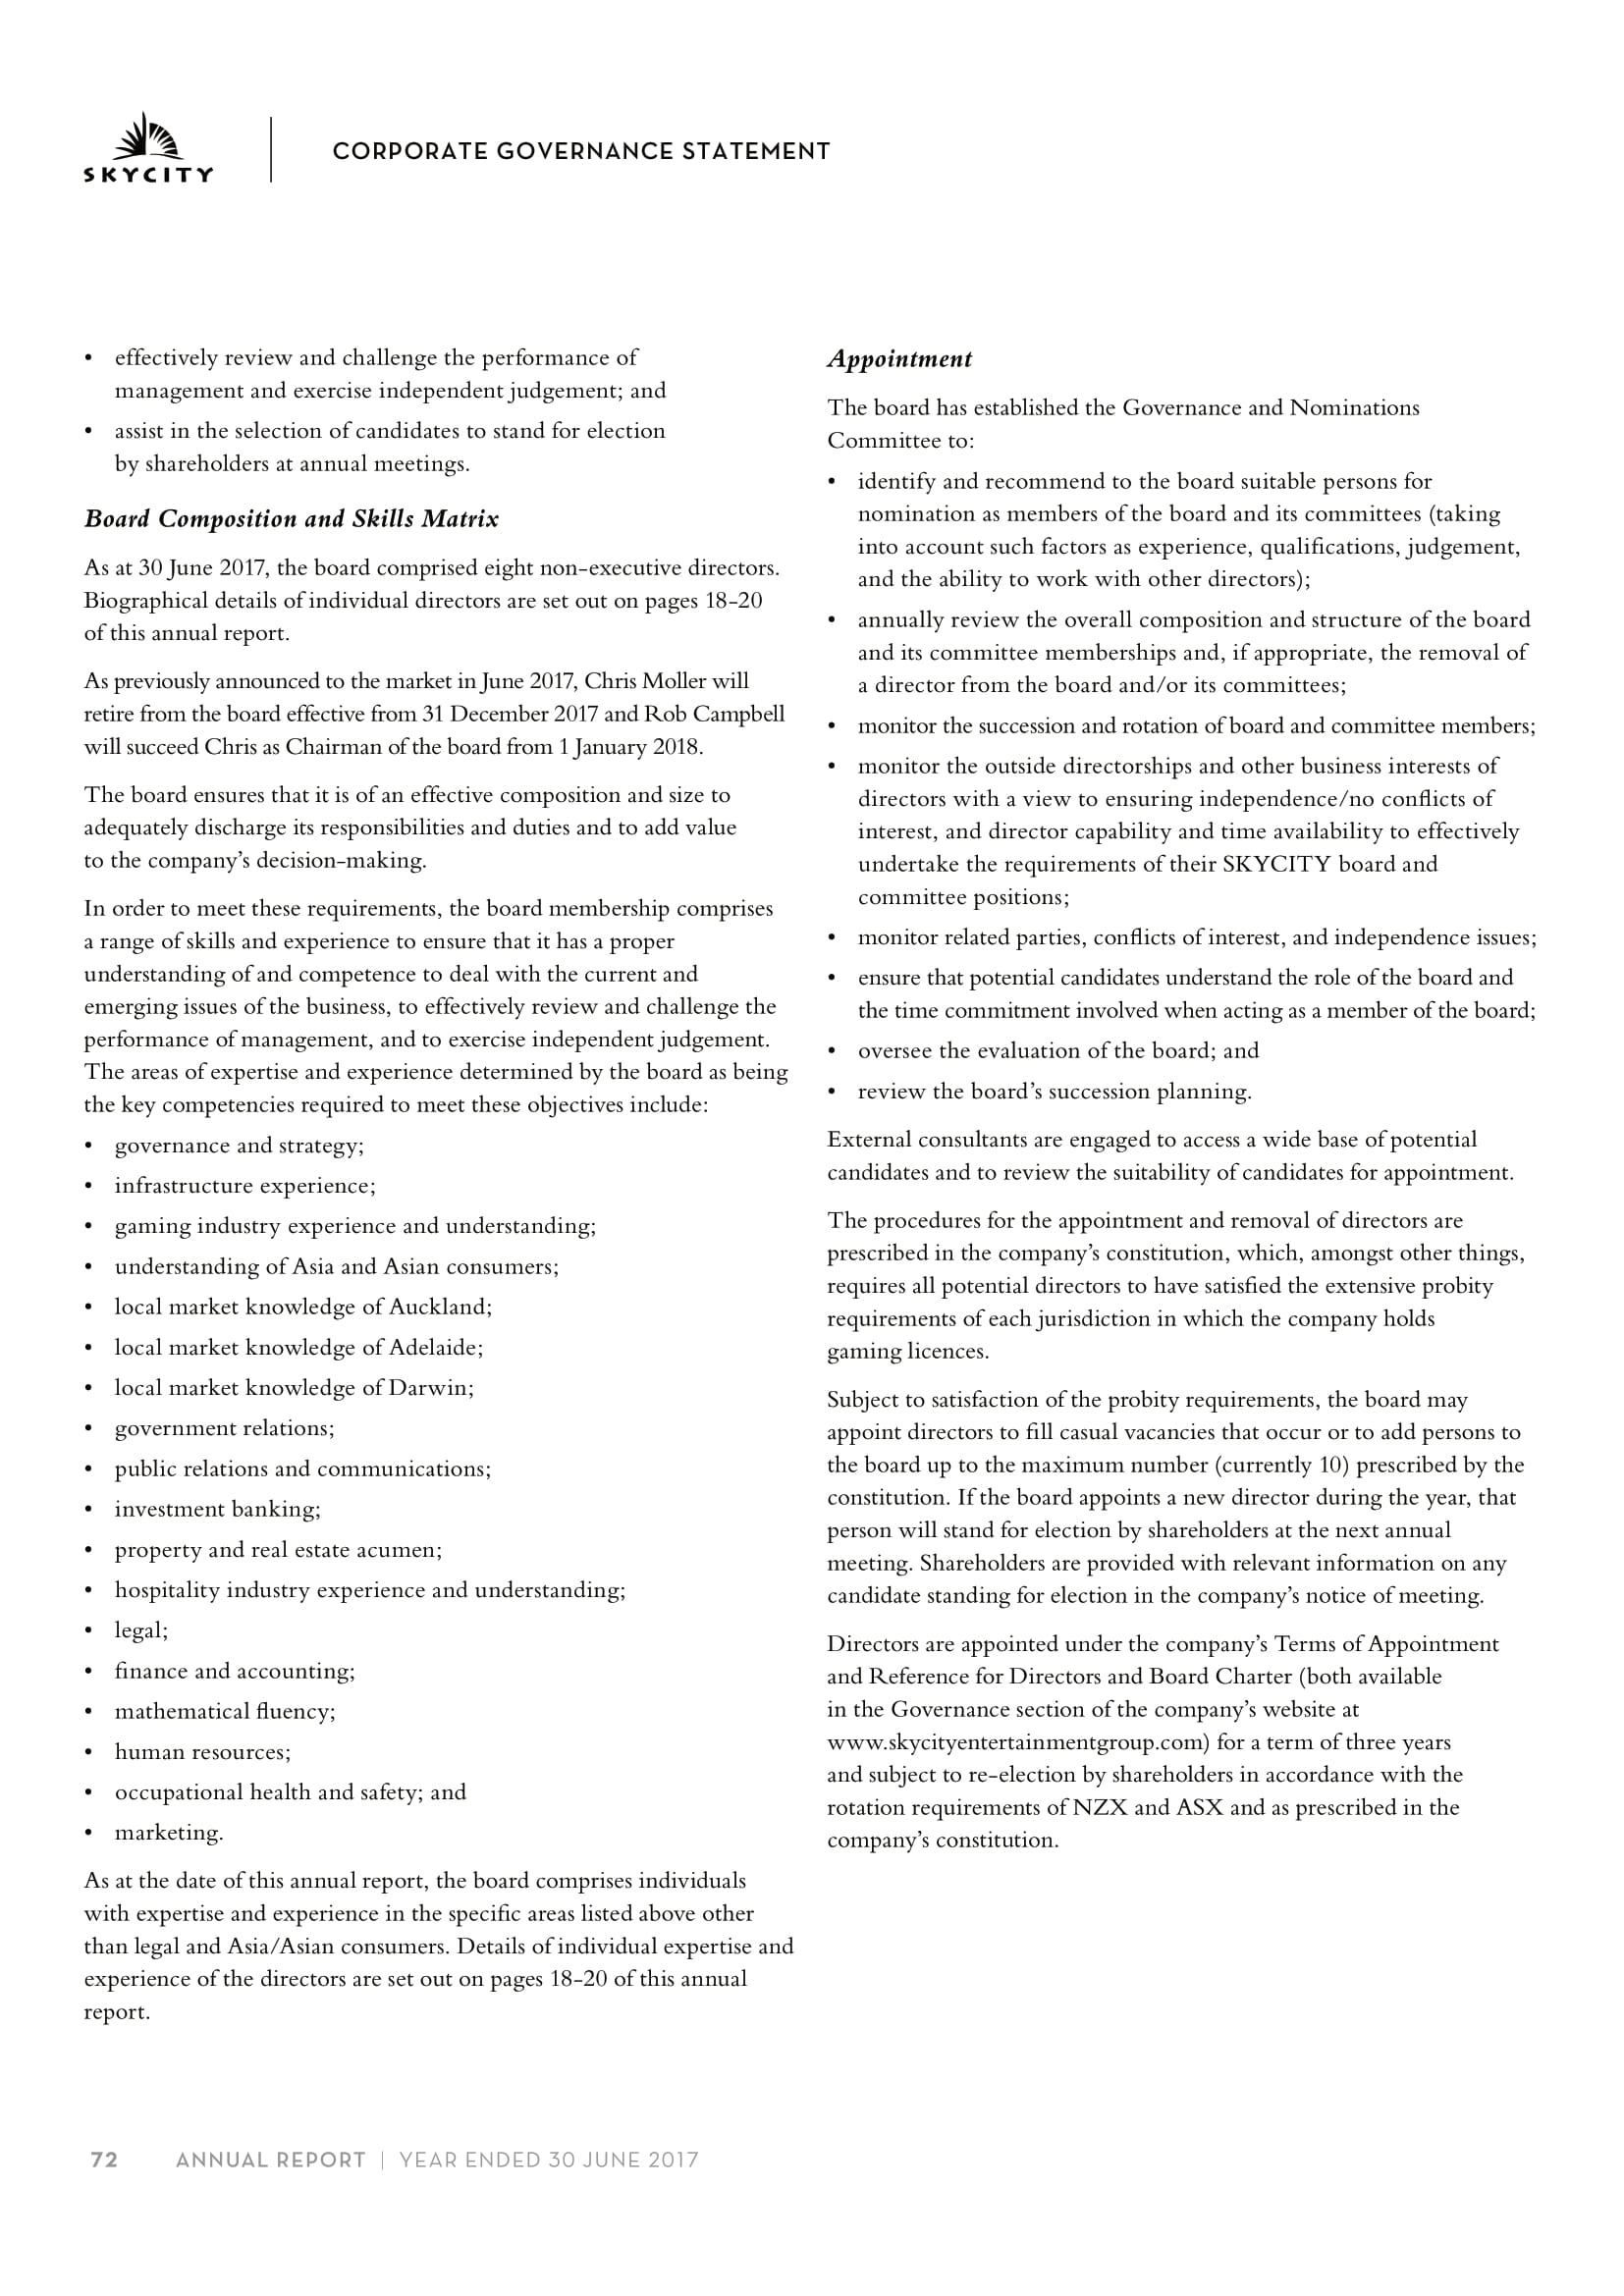 SKYCITY
CORPORATE GOVERNANCE STATEMENT
• effectively review and challenge the performance of
management and exercise independent judgement; and
• assist in the selection of candidates to stand for election
by shareholders at annual meetings.
Board Composition and Skills Matrix
As at 30 June 2017, the board comprised eight non-executive directors.
Biographical details of individual directors are set out on pages 18-20
of this annual report.
As previously announced to the market in June 2017, Chris Moller will
retire from the board effective from 31 December 2017 and Rob Campbell
will succeed Chris as Chairman of the board from 1 January 2018.
The board ensures that it is of an effective composition and size to
adequately discharge its responsibilities and duties and to add value
to the company’s decision-making.
In order to meet these requirements, the board membership comprises
a range of skills and experience to ensure that it has a proper
understanding of and competence to deal with the current and
emerging issues of the business, to effectively review and challenge the
performance of management, and to exercise independent judgement.
The areas of expertise and experience determined by the board as being
the key competencies required to meet these objectives include:
• governance and strategy;
• infrastructure experience;
• gaming industry experience and understanding;
• understanding of Asia and Asian consumers;
• local market knowledge of Auckland;
• local market knowledge of Adelaide;
• local market knowledge of Darwin;
• government relations;
• public relations and communications;
• investment banking;
• property and real estate acumen;
• hospitality industry experience and understanding;
• legal;
• finance and accounting;
• mathematical fluency;
• human resources;
• occupational health and safety; and
• marketing.
As at the date of this annual report, the board comprises individuals
with expertise and experience in the specific areas listed above other
than legal and Asia/Asian consumers. Details of individual expertise and
experience of the directors are set out on pages 18-20 of this annual
report.
Appointment
The board has established the Governance and Nominations
Committee to:
• identify and recommend to the board suitable persons for
nomination as members of the board and its committees (taking
into account such factors as experience, qualifications, judgement,
and the ability to work with other directors);
• annually review the overall composition and structure of the board
and its committee memberships and, if appropriate, the removal of
a director from the board and/or its committees;
• monitor the succession and rotation of board and committee members;
• monitor the outside directorships and other business interests of
directors with a view to ensuring independence/no conflicts of
interest, and director capability and time availability to effectively
undertake the requirements of their SKYCITY board and
committee positions;
• monitor related parties, conflicts of interest, and independence issues;
• ensure that potential candidates understand the role of the board and
the time commitment involved when acting as a member of the board;
• oversee the evaluation of the board; and
• review the board’s succession planning.
External consultants are engaged to access a wide base of potential
candidates and to review the suitability of candidates for appointment.
The procedures for the appointment and removal of directors are
prescribed in the company’s constitution, which, amongst other things,
requires all potential directors to have satisfied the extensive probity
requirements of each jurisdiction in which the company holds
gaming licences.
Subject to satisfaction of the probity requirements, the board may
appoint directors to fill casual vacancies that occur or to add persons to
the board up to the maximum number (currently 10) prescribed by the
constitution. If the board appoints a new director during the year, that
person will stand for election by shareholders at the next annual
meeting. Shareholders are provided with relevant information on any
candidate standing for election in the company’s notice of meeting.
Directors are appointed under the company’s Terms of Appointment
and Reference for Directors and Board Charter (both available
in the Governance section of the company’s website at
www.skycityentertainmentgroup.com) for a term of three years
and subject to re-election by shareholders in accordance with the
rotation requirements of NZX and ASX and as prescribed in the
company’s constitution.
72 ANNUAL REPORT | YEAR ENDED 30 JUNE 2017